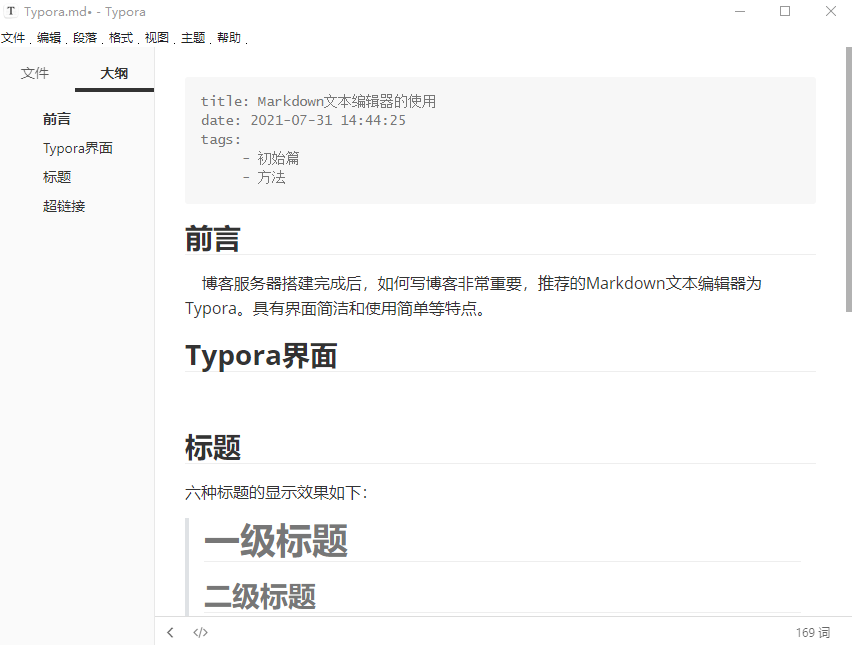 T Typora.md• - Typora
文件 编辑 段落 格式 视图 主题 帮助
文件 大纲
前言
Typora界面
标题
超链接
title: Markdown文本编辑器的使用
date: 2021-07-31 14:44:25
tags:
- 初始篇
- 方法
前言
博客服务器搭建完成后，如何写博客非常重要，推荐的Markdown文本编辑器为
Typora。具有界面简洁和使用简单等特点。
Typora界面
标题
六种标题的显示效果如下：
一级标题
二级标题
</> 169 词